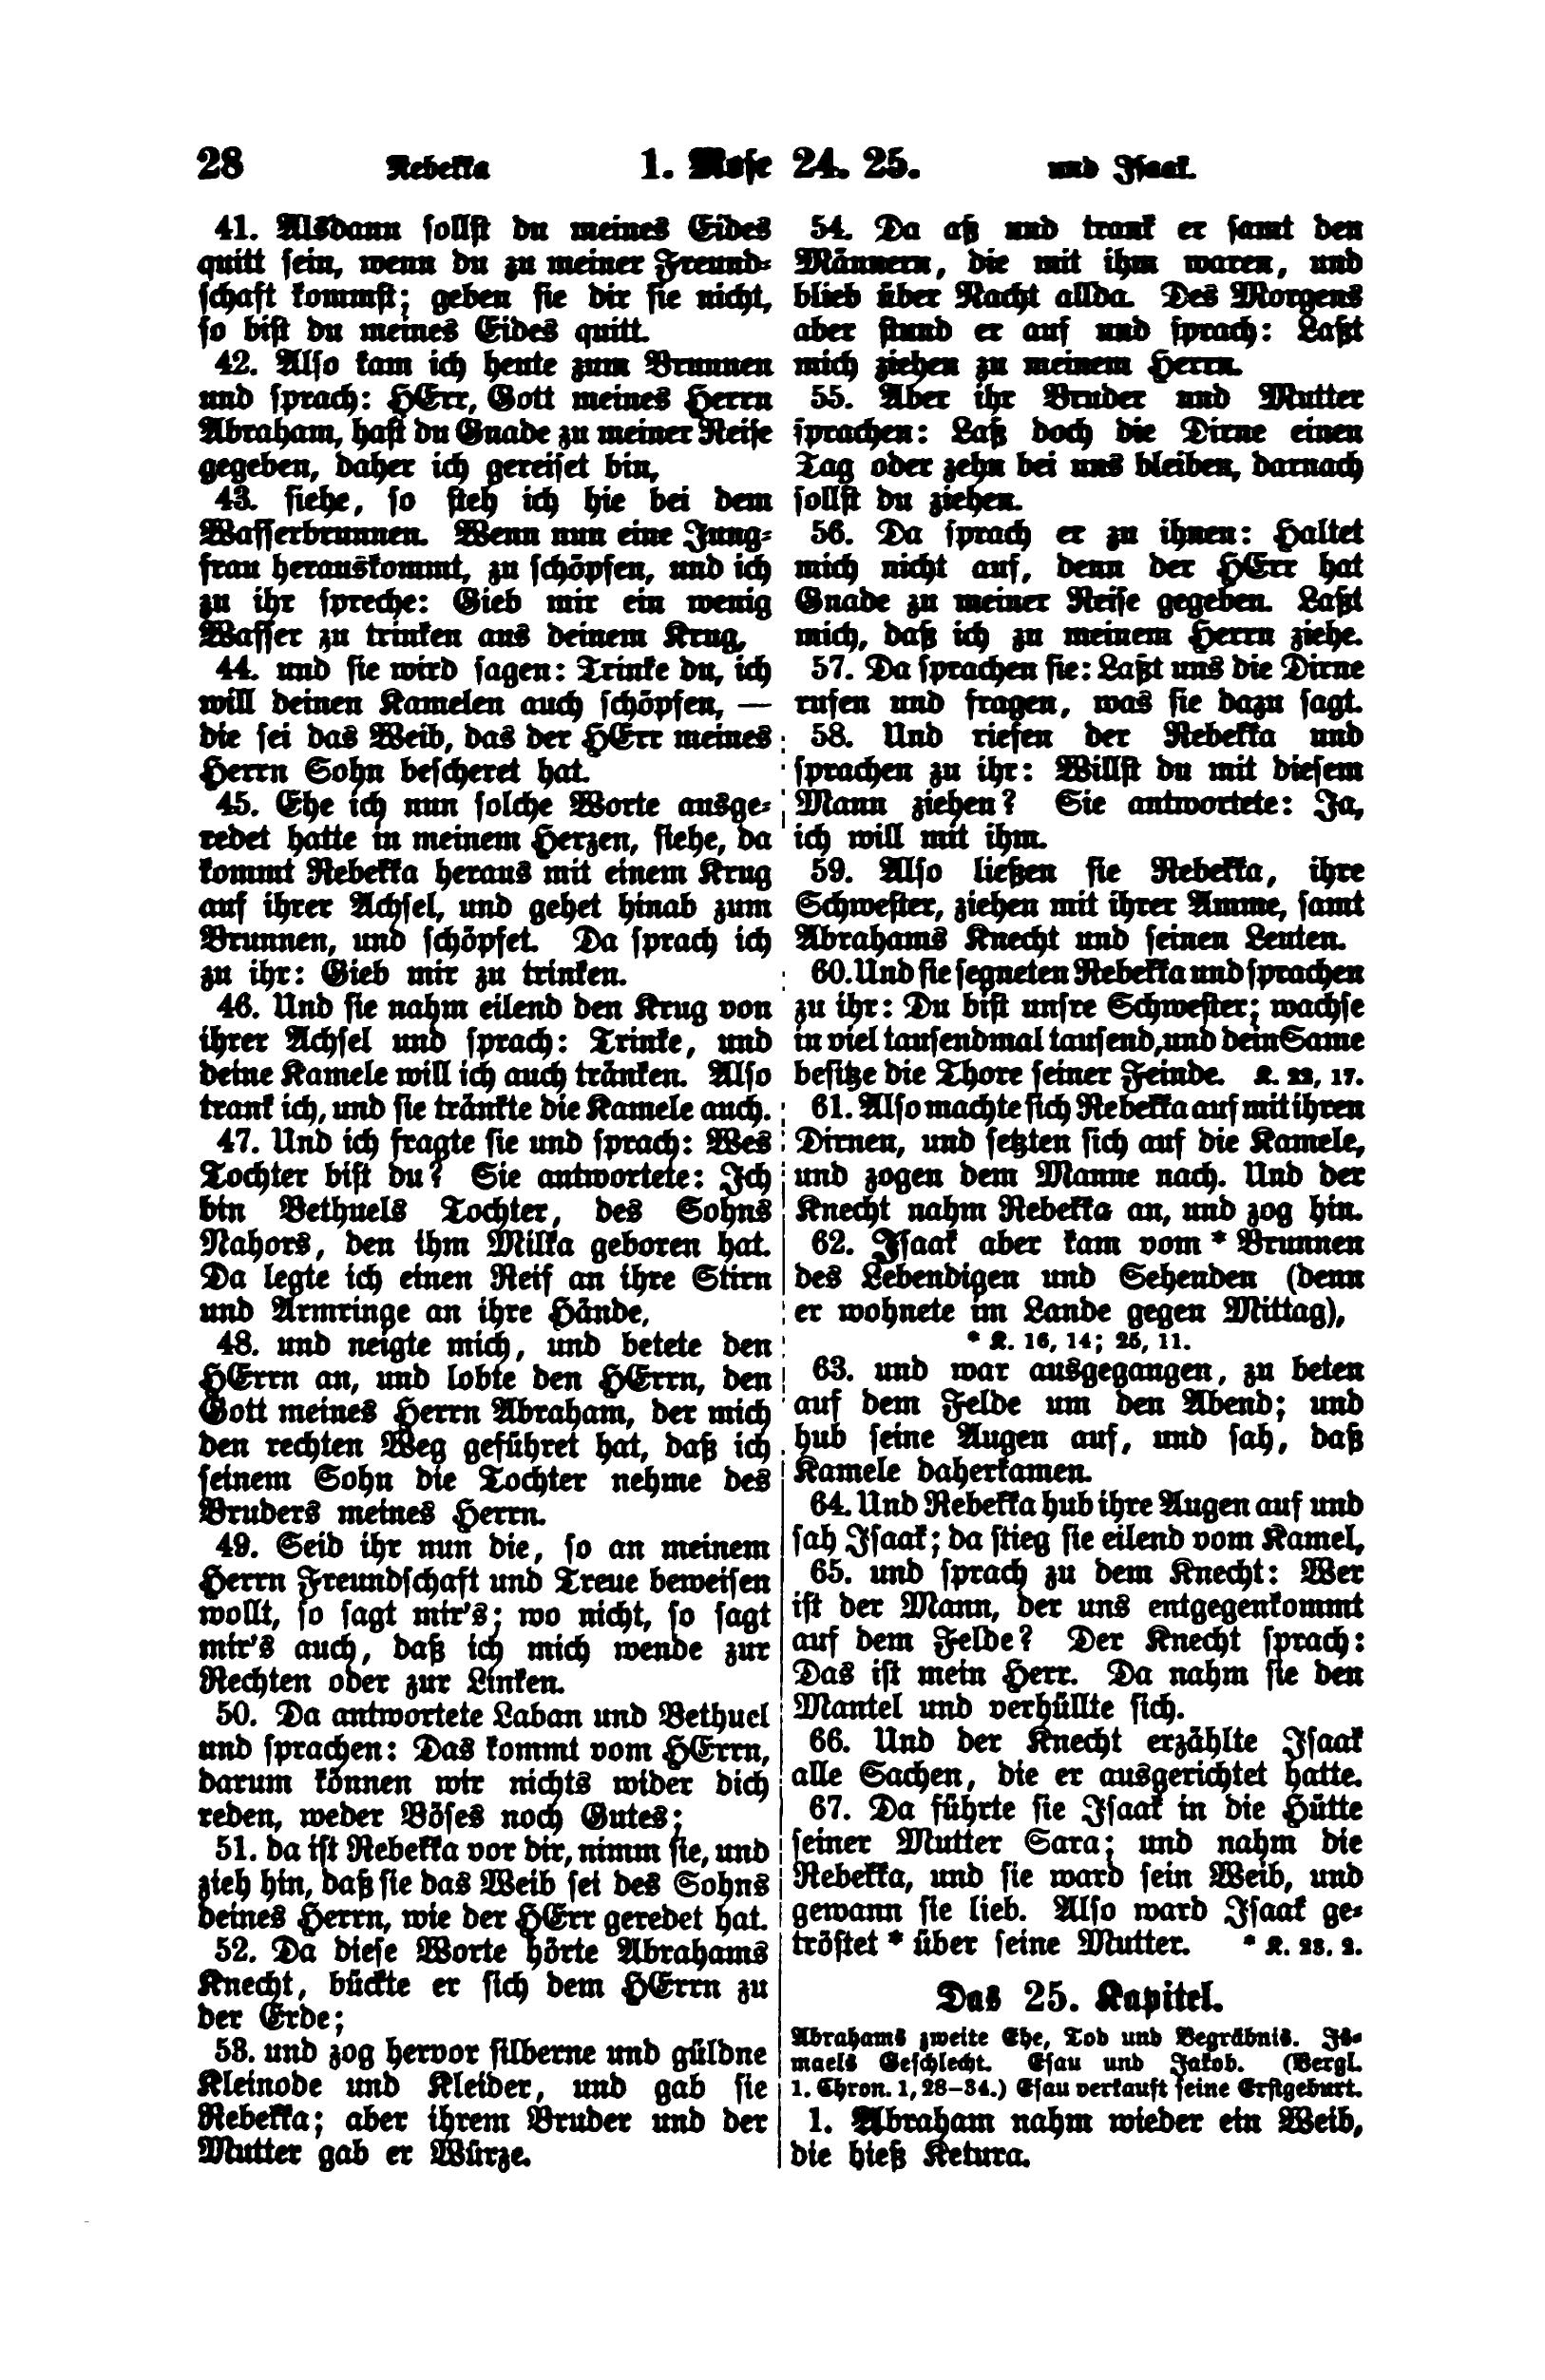 28 Rebekka 1. Mose 24. 25. und Isaak.
41. Alsdann sollst du meines Eides
quitt sein, wenn du zu meiner Freund-
schaft kommst; geben sie dir sie nicht,
so bist du meines Eides quitt.
42. Also kam ich heute zum Brunnen
und sprach: HErr, Gott meines Herrn
Abraham, hast du Gnade zu meiner Reise
gegeben, daher ich gereiset bin,
43. siehe, so steh ich hie bei dem
Wasserbrunnen. Wenn nun eine Jung-
frau herauskommt, zu schöpfen, und ich
zu ihr spreche: Gieb mir ein wenig
Wasser zu trinken aus deinem Krug,
44. und sie wird sagen: Trinke du, ich
will deinen Kamelen auch schöpfen, —
die sei das Weib, das der HErr meines
Herrn Sohn bescheret hat.
45. Ehe ich nun solche Worte ausge-
redet hatte in meinem Herzen, siehe, da
kommt Rebekka heraus mit einem Krug
auf ihrer Achsel, und gehet hinab zum
Brunnen, und schöpfet. Da sprach ich
zu ihr: Gieb mir zu trinken.
46. Und sie nahm eilend den Krug von
ihrer Achsel und sprach: Trinke, und
deine Kamele will ich auch tränken. Also
trank ich, und sie tränkte die Kamele auch.
47. Und ich fragte sie und sprach: Wes
Tochter bist du? Sie antwortete: Ich
bin Bethuels Tochter, des Sohns
Nahors, den ihm Milka geboren hat.
Da legte ich einen Reif an ihre Stirn
und Armringe an ihre Hände,
48. und neigte mich, und betete den
HErrn an, und lobte den HErrn, den
Gott meines Herrn Abraham, der mich
den rechten Weg geführet hat, daß ich
seinem Sohn die Tochter nehme des
Bruders meines Herrn.
49. Seid ihr nun die, so an meinem
Herrn Freundschaft und Treue beweisen
wollt, so sagt mir's; wo nicht, so sagt
mir's auch, daß ich mich wende zur
Rechten oder zur Linken.
50. Da antwortete Laban und Bethuel
und sprachen: Das kommt vom HErrn,
darum können wir nichts wider dich
reden, weder Böses noch Gutes;
51. da ist Rebekka vor dir, nimm sie, und
zieh hin, daß sie das Weib sei des Sohns
deines Herrn, wie der HErr geredet hat.
52. Da diese Worte hörte Abrahams
Knecht, bückte er sich dem HErrn zu
der Erde;
53. und zog hervor silberne und güldne
Kleinode und Kleider, und gab sie
Rebekka; aber ihrem Bruder und der
Mutter gab er Würze.
54. Da aß und trank er samt den
Männern, die mit ihm waren, und
blieb über Nacht allda. Des Morgens
aber stund er auf und sprach: Laßt
mich ziehen zu meinem Herrn.
55. Aber ihr Bruder und Mutter
sprachen: Laß doch die Dirne einen
Tag oder zehn bei uns bleiben, darnach
sollst du ziehen.
56. Da sprach er zu ihnen: Haltet
mich nicht auf, denn der HErr hat
Gnade zu meiner Reise gegeben. Laßt
mich, daß ich zu meinem Herrn ziehe.
57. Da sprachen sie: Laßt uns die Dirne
rufen und fragen, was sie dazu sagt.
58. Und riefen der Rebekka und
sprachen zu ihr: Willst du mit diesem
Mann ziehen? Sie antwortete: Ja,
ich will mit ihm.
59. Also ließen sie Rebekka, ihre
Schwester, ziehen mit ihrer Amme, samt
Abrahams Knecht und seinen Leuten.
60. Und sie segneten Rebekka und sprachen
zu ihr: Du bist unsre Schwester; wachse
in viel tausendmal tausend, und dein Same
besitze die Thore seiner Feinde. K. 22, 17.
61. Also machte sich Rebekka auf mit ihren
Dirnen, und setzten sich auf die Kamele,
und zogen dem Manne nach. Und der
Knecht nahm Rebekka an, und zog hin.
62. Isaak aber kam vom * Brunnen
des Lebendigen und Sehenden (denn
er wohnete im Lande gegen Mittag),
* K. 16, 14; 25, 11.
63. und war ausgegangen, zu beten
auf dem Felde um den Abend; und
hub seine Augen auf, und sah, daß
Kamele daherkamen.
64. Und Rebekka hub ihre Augen auf und
sah Isaak; da stieg sie eilend vom Kamel,
65. und sprach zu dem Knecht: Wer
ist der Mann, der uns entgegenkommt
auf dem Felde? Der Knecht sprach:
Das ist mein Herr. Da nahm sie den
Mantel und verhüllte sich.
66. Und der Knecht erzählte Isaak
alle Sachen, die er ausgerichtet hatte.
67. Da führte sie Isaak in die Hütte
seiner Mutter Sara; und nahm die
Rebekka, und sie ward sein Weib, und
gewann sie lieb. Also ward Isaak ge-
tröstet * über seine Mutter. * K. 23. 2.
Das 25. Kapitel.
Abrahams zweite Ehe, Tod und Begräbnis. Is-
maels Geschlecht. Esau und Jakob. (Vergl.
1. Chron. 1, 28–34.) Esau verkauft seine Erstgeburt.
1. Abraham nahm wieder ein Weib,
die hieß Ketura.